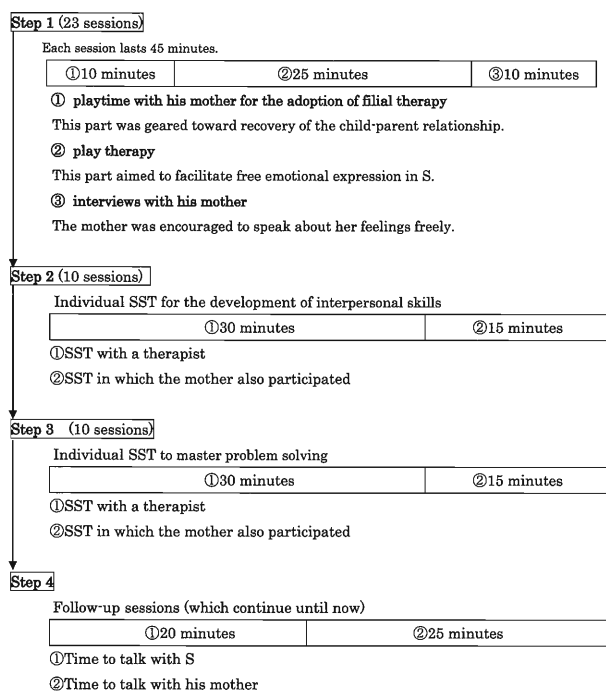 Step 1 (23 sessions)
Each session lasts 45 minutes.
①10 minutes ②25 minutes ③10 minutes
① playtime with his mother for the adoption of filial therapy
This part was geared toward recovery of the child-parent relationship.
② play therapy
This part aimed to facilitate free emotional expression in S.
③ interviews with his mother
The mother was encouraged to speak about her feelings freely.
Step 2 (10 sessions)
Individual SST for the development of interpersonal skills
①30 minutes ②15 minutes
①SST with a therapist
②SST in which the mother also participated
Step 3 (10 sessions)
Individual SST to master problem solving
①30 minutes ②15 minutes
①SST with a therapist
②SST in which the mother also participated
Step 4
Follow-up sessions (which continue until now)
①20 minutes ②25 minutes
①Time to talk with S
②Time to talk with his mother